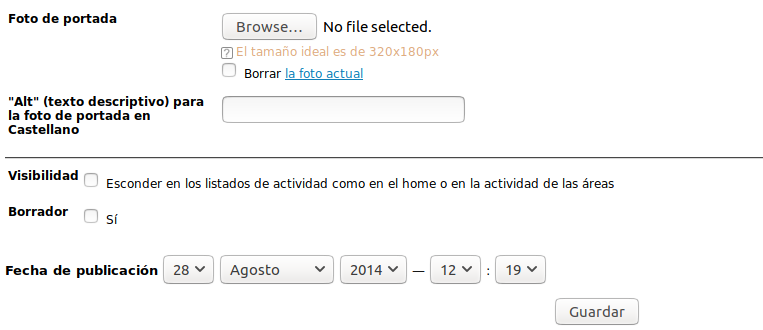 Foto de portada
Browse... No file selected.
? El tamaño ideal es de 320x180px
Borrar la foto actual
"Alt" (texto descriptivo) para
la foto de portada en
Castellano
Visibilidad Esconder en los listados de actividad como en el home o en la actividad de las áreas
Borrador Sí
Fecha de publicación 28 Agosto 2014 — 12 : 19
Guardar